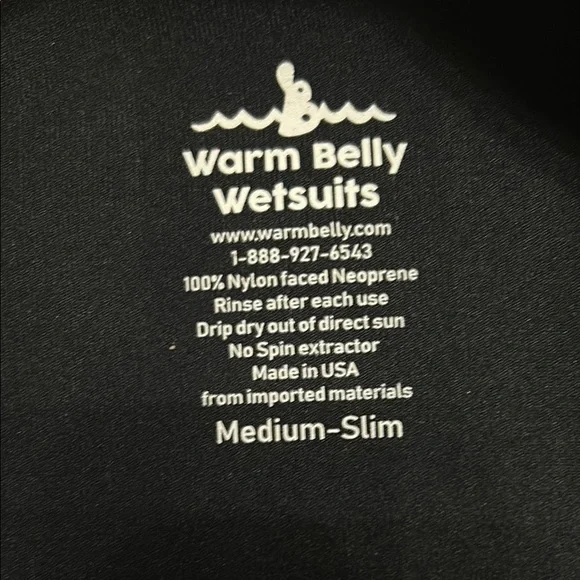 Warm Belly
Wetsuits
www.warmbelly.com
1-888-927-6543
100% Nylon faced Neoprene
Rinse after each use
Drip dry out of direct sun
No Spin extractor
Made in USA
from imported materials
Medium-Slim